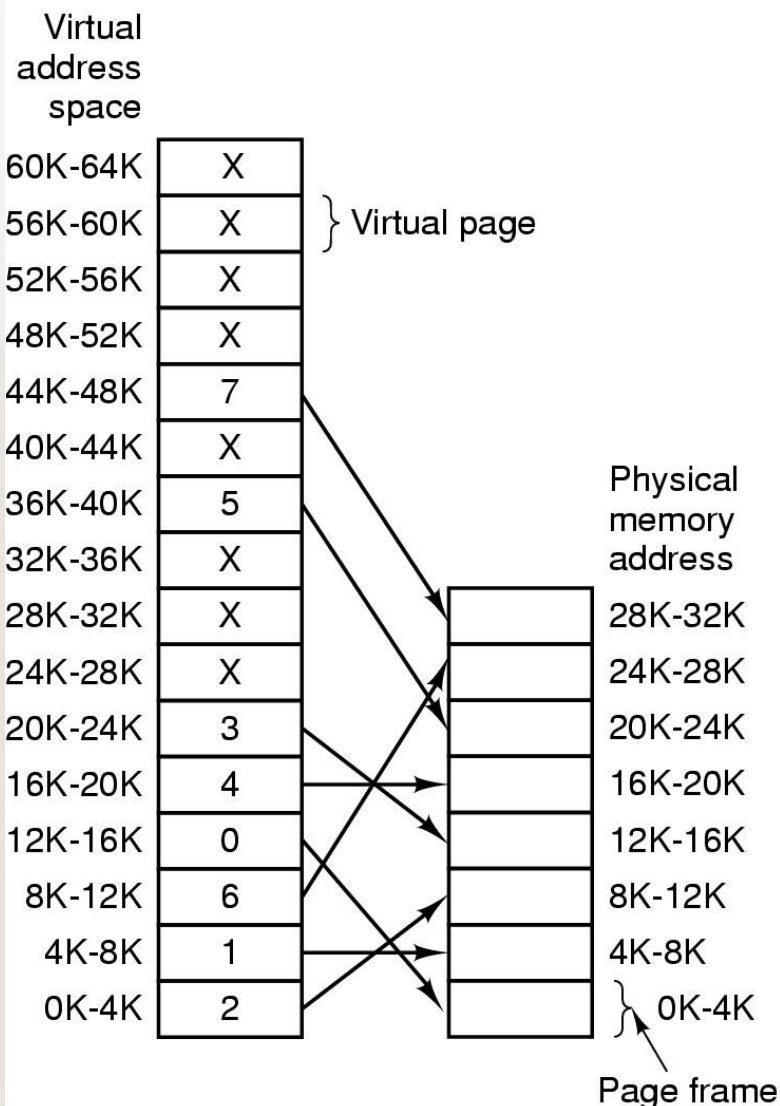 Virtual
address
space
60K-64K X
56K-60K X Virtual page
52K-56K X
48K-52K X
44K-48K 7
40K-44K X
36K-40K 5
32K-36K X
28K-32K X
24K-28K X
20K-24K 3
16K-20K 4
12K-16K 0
8K-12K 6
4K-8K 1
0K-4K 2
Physical
memory
address
28K-32K
24K-28K
20K-24K
16K-20K
12K-16K
8K-12K
4K-8K
0K-4K
Page frame